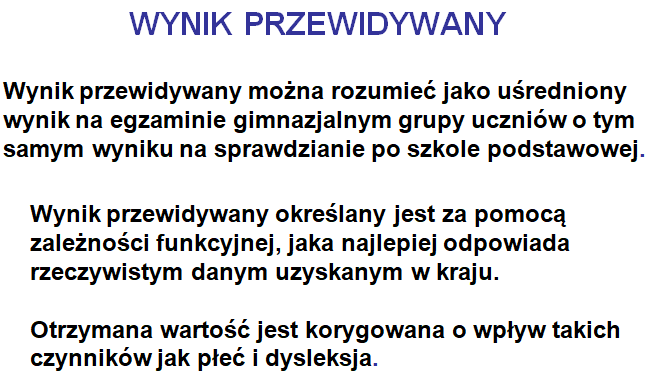 WYNIK PRZEWIDYWANY
Wynik przewidywany można rozumieć jako uśredniony
wynik na egzaminie gimnazjalnym grupy uczniów o tym
samym wyniku na sprawdzianie po szkole podstawowej.
Wynik przewidywany określany jest za pomocą
zależności funkcyjnej, jaka najlepiej odpowiada
rzeczywistym danym uzyskanym w kraju.
Otrzymana wartość jest korygowana o wpływ takich
czynników jak płeć i dysleksja.